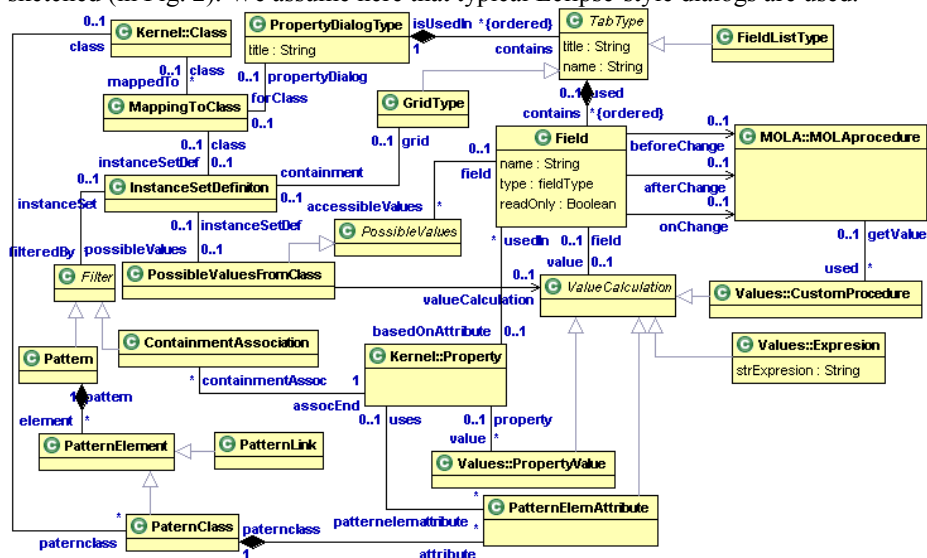 sketched (in Fig. 2). We assume here that typical Eclipse style dialogs are used.
0..1
Kernel::Class
class
PropertyDialogType
title : String
isUsedIn *{ordered}
1
contains
TabType
title : String
name : String
FieldListType
0..1 class
mappedTo *
0..1 propertyDialog
forClass
0..1
MappingToClass
GridType
0..1 used
contains *{ordered}
0..1 class
instanceSetDef 0..1
0..1 grid
containment
0..1
Field
name : String
type : fieldType
readOnly : Boolean
0..1
beforeChange
0..1
afterChange
0..1
onChange
MOLA::MOLAprocedure
0..1
instanceSet
InstanceSetDefiniton
0..1
field
accessibleValues *
PossibleValues
0..1 instanceSetDef
possibleValues 0..1
filteredBy *
Filter
PossibleValuesFromClass
* usedIn
0..1 field
value 0..1
0..1
valueCalculation
ValueCalculation
0..1 getValue
used *
Values::CustomProcedure
ContainmentAssociation
basedOnAttribute 0..1
Values::Expresion
strExpresion : String
Pattern
* containmentAssoc 1
assocEnd
Kernel::Property
1 pattern
element *
0..1 uses
0..1 property
value *
PatternElement
PatternLink
Values::PropertyValue
*
patternelemattribute
PatternElemAttribute
*
paternclass
PaternClass
paternclass
1
*
attribute